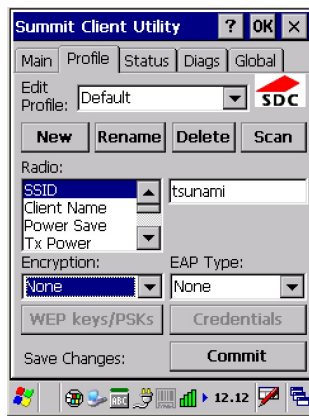 Summit Client Utility ? OK ×
Main Profile Status Diags Global
Edit
Profile: Default
SDC
New Rename Delete Scan
Radio:
SSID tsunami
Client Name
Power Save
Tx Power
Encryption: EAP Type:
None None
WEP keys/PSKs Credentials
Save Changes: Commit
ABC 12.12